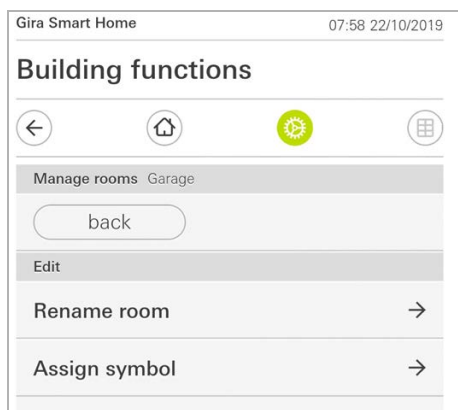 Gira Smart Home 07:58 22/10/2019
Building functions
Manage rooms Garage
back
Edit
Rename room
Assign symbol